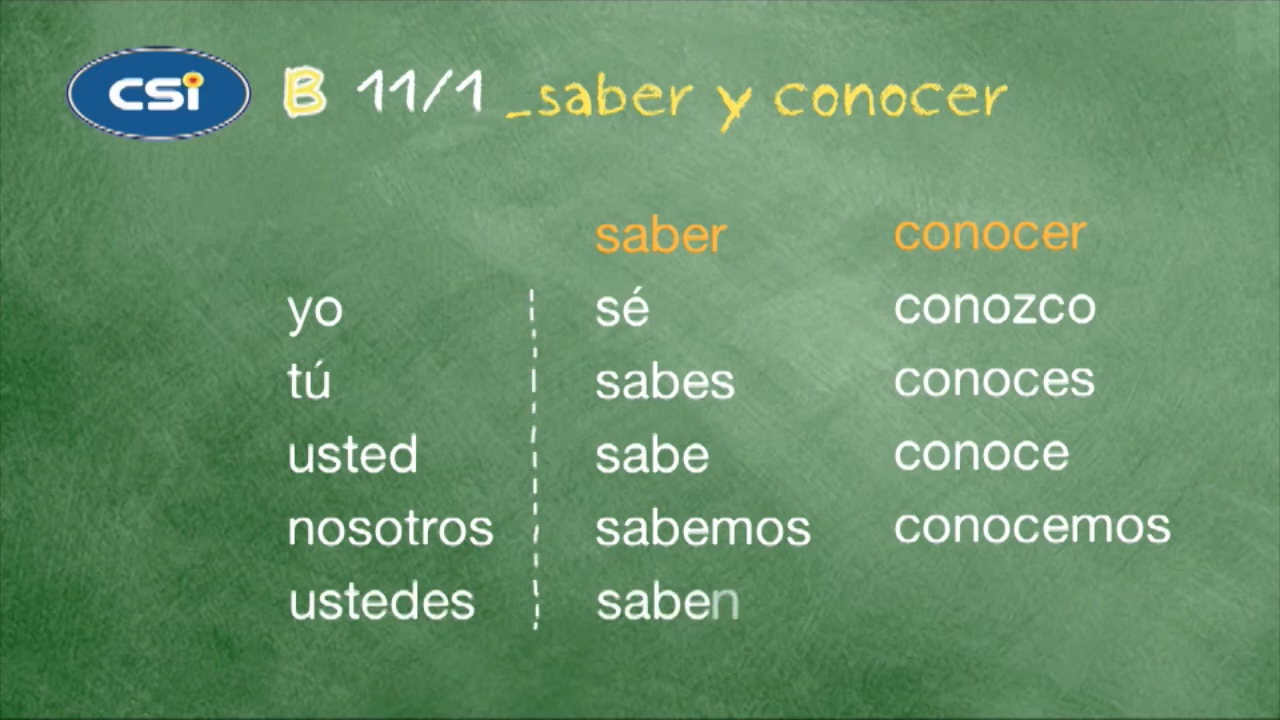 CSi B 11/1 _saber y conocer
saber conocer
yo sé conozco
tú sabes conoces
usted sabe conoce
nosotros sabemos conocemos
ustedes saben